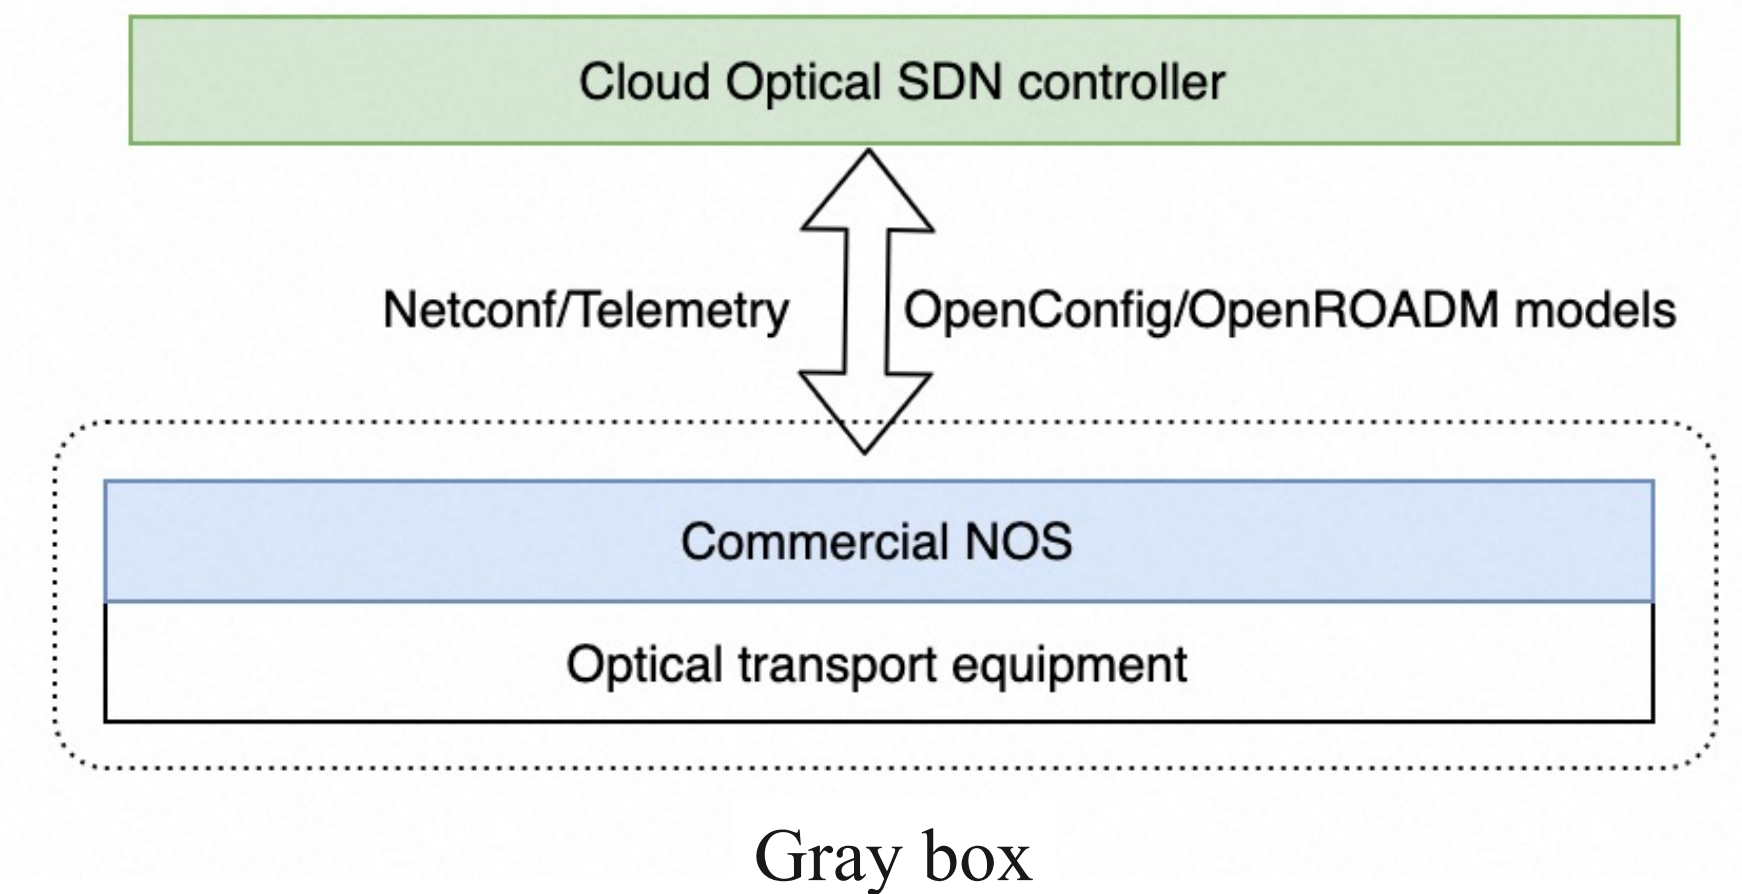 Cloud Optical SDN controller
Netconf/Telemetry
OpenConfig/OpenROADM models
Commercial NOS
Optical transport equipment
Gray box